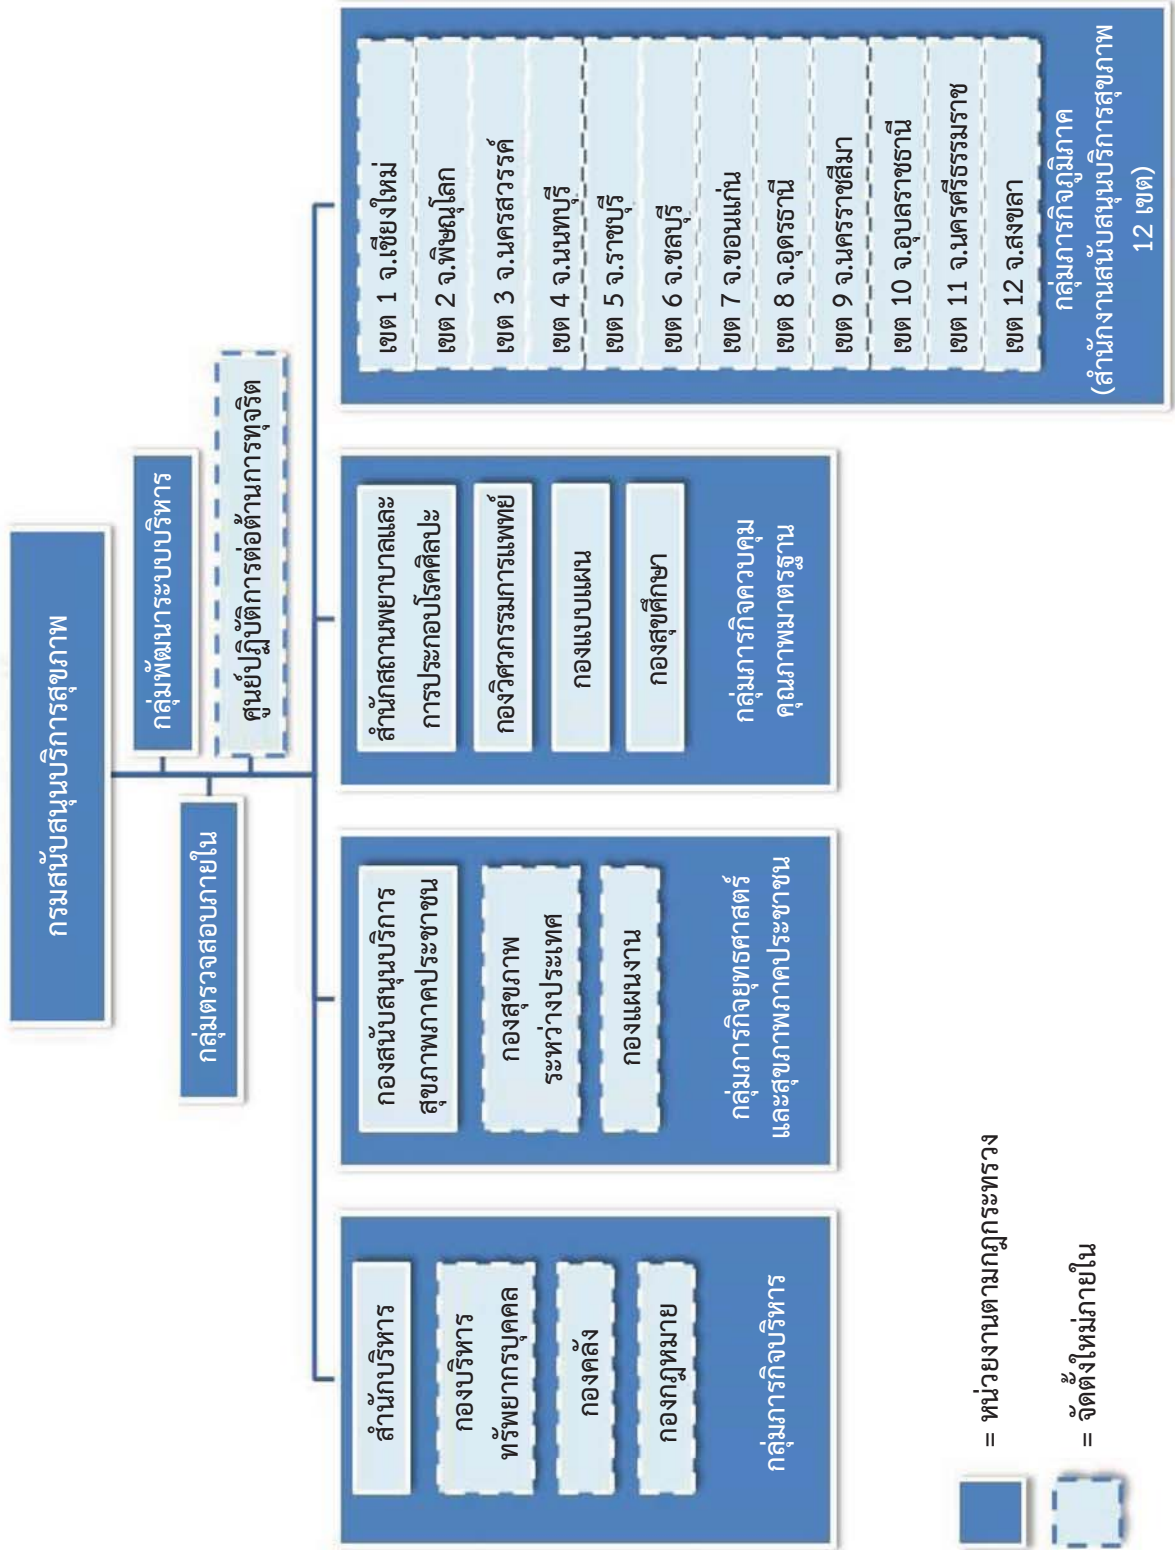 กรมสนับสนุนบริการสุขภาพ
กลุ่มตรวจสอบภายใน
กลุ่มพัฒนาระบบบริหาร
ศูนย์ปฏิบัติการต่อต้านการทุจริต
สำนักบริหาร
กองบริหาร
ทรัพยากรบุคคล
กองคลัง
กองกฎหมาย
กลุ่มภารกิจบริหาร
กองสนับสนุนบริการ
สุขภาพภาคประชาชน
กองสุขภาพ
ระหว่างประเทศ
กองแผนงาน
กลุ่มภารกิจยุทธศาสตร์
และสุขภาพภาคประชาชน
สำนักสถานพยาบาลและ
การประกอบโรคศิลปะ
กองวิศวกรรมการแพทย์
กองแบบแผน
กองสุขศึกษา
กลุ่มภารกิจควบคุม
คุณภาพมาตรฐาน
เขต 1 จ.เชียงใหม่
เขต 2 จ.พิษณุโลก
เขต 3 จ.นครสวรรค์
เขต 4 จ.นนทบุรี
เขต 5 จ.ราชบุรี
เขต 6 จ.ชลบุรี
เขต 7 จ.ขอนแก่น
เขต 8 จ.อุดรธานี
เขต 9 จ.นครราชสีมา
เขต 10 จ.อุบลราชธานี
เขต 11 จ.นครศรีธรรมราช
เขต 12 จ.สงขลา
กลุ่มภารกิจภูมิภาค
(สำนักงานสนับสนุนบริการสุขภาพ
12 เขต)
= หน่วยงานตามกฎกระทรวง
= จัดตั้งใหม่ภายใน